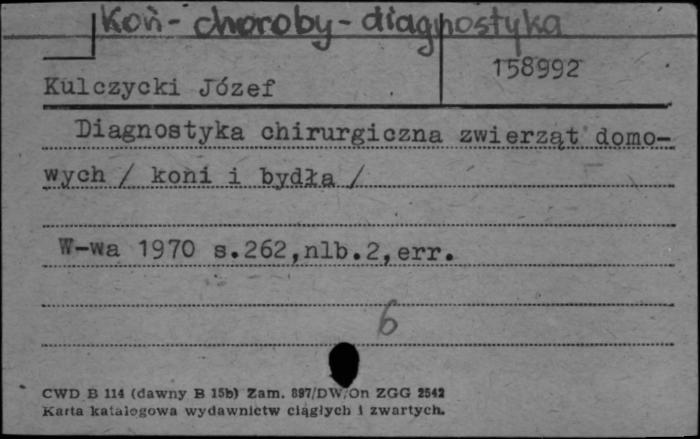 Koń - choroby - diagnostyka
158992
Kulczycki Józef
Diagnostyka chirurgiczna zwierząt domo-
wych / koni i bydła /
W-wa 1970 s.262,nlb.2,err.
6
CWD B 114 (dawny B 15b) Zam. 897/DW/On ZGG 2542
Karta katalogowa wydawnictw ciągłych i zwartych.